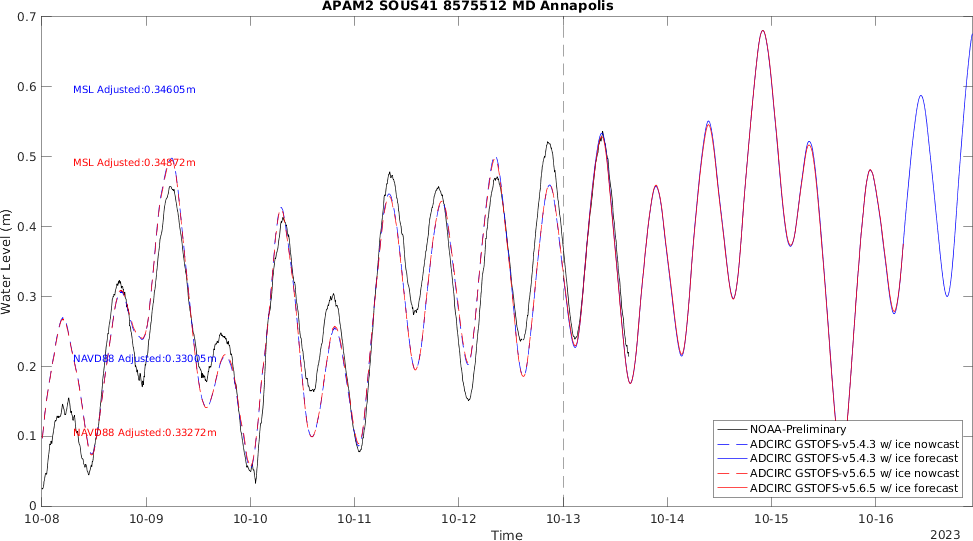 APAM2 SOUS41 8575512 MD Annapolis
0.7
0.6
0.5
0.4
0.3
0.2
0.1
0
Water Level (m)
MSL Adjusted:0.34605m
MSL Adjusted:0.34872m
NAVD88 Adjusted:0.33005m
NAVD88 Adjusted:0.33272m
NOAA-Preliminary
ADCIRC GSTOFS-v5.4.3 w/ ice nowcast
ADCIRC GSTOFS-v5.4.3 w/ ice forecast
ADCIRC GSTOFS-v5.6.5 w/ ice nowcast
ADCIRC GSTOFS-v5.6.5 w/ ice forecast
10-08 10-09 10-10 10-11 10-12 10-13 10-14 10-15 10-16
Time
2023